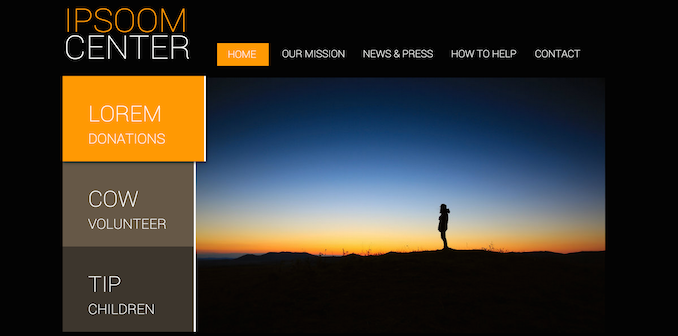 IPSOOM
CENTER
HOME OUR MISSION NEWS & PRESS HOW TO HELP CONTACT
LOREM
DONATIONS
COW
VOLUNTEER
TIP
CHILDREN